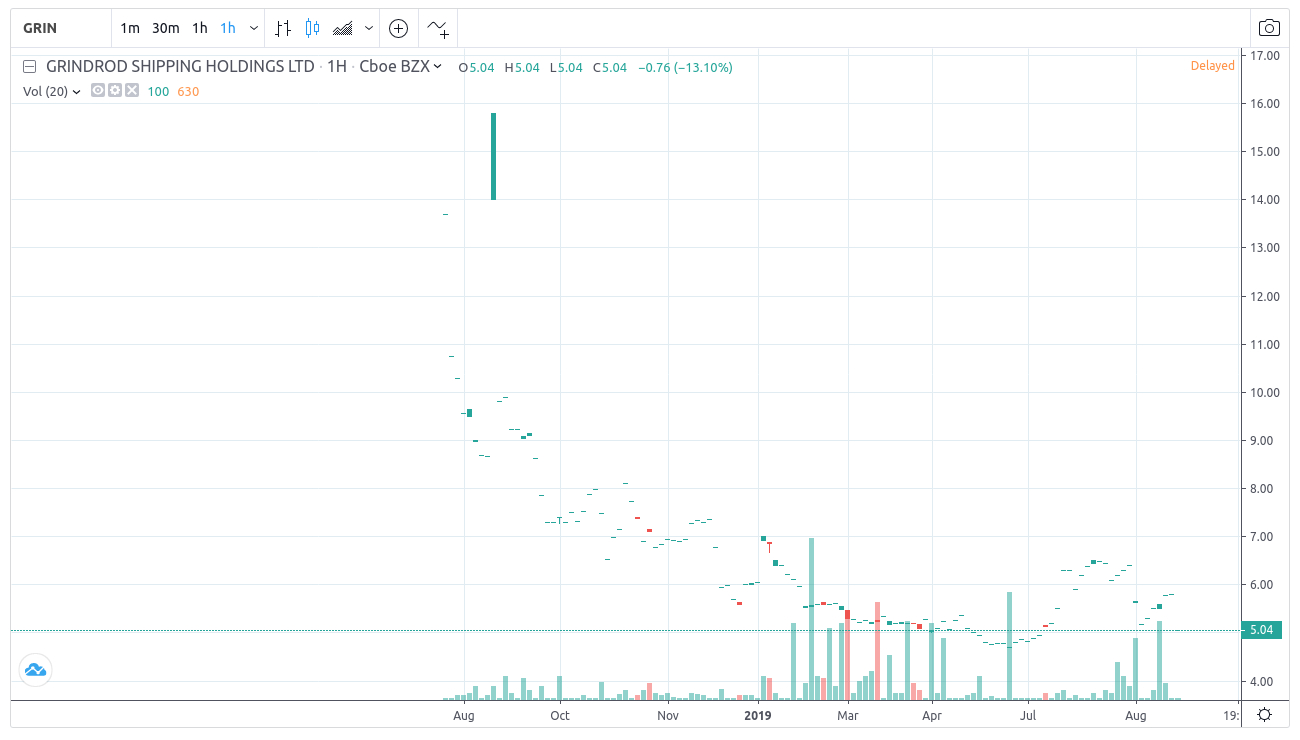 GRIN 1m 30m 1h 1h
GRINDROD SHIPPING HOLDINGS LTD · 1H · Cboe BZX O5.04 H5.04 L5.04 C5.04 −0.76 (−13.10%)
Delayed
Vol (20) 100 630
17.00
16.00
15.00
14.00
13.00
12.00
11.00
10.00
9.00
8.00
7.00
6.00
5.04
4.00
Aug Oct Nov 2019 Mar Apr Jul Aug 19: